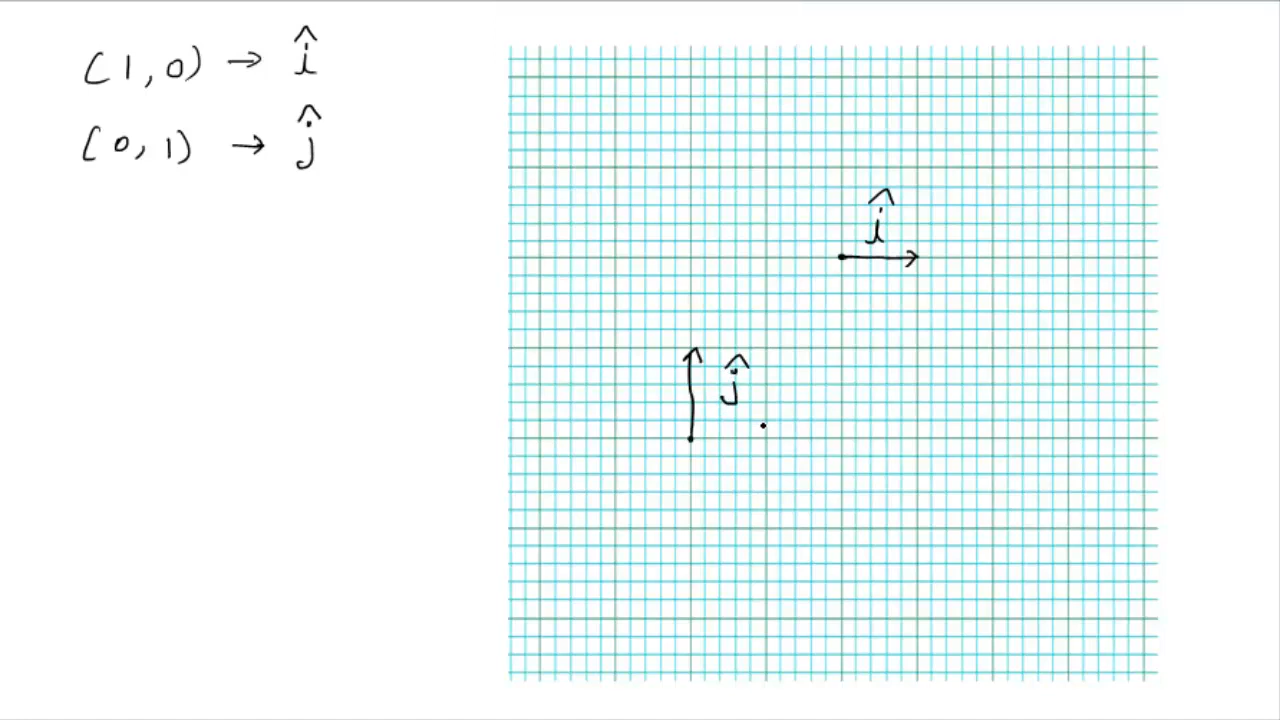 (1,0) → î
(0,1) → ĵ
î
ĵ